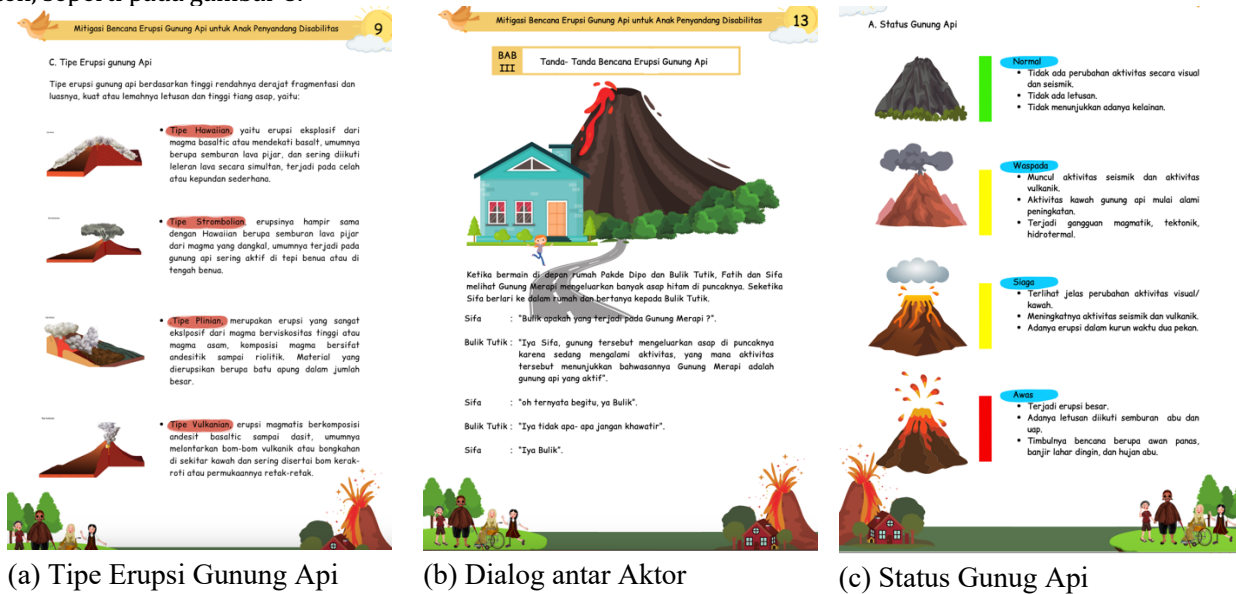 seperti pada gambar
Mitigasi Bencana Erupsi Gunung Api untuk Anak Penyandang Disabilitas
9
C. Tipe Erupsi gunung Api
Tipe erupsi gunung api berdasarkan tinggi rendahnya derajat fragmentasi dan
luasnya, kuat atau lemahnya letusan dan tinggi tiang asap, yaitu:
• Tipe Hawaiian, yaitu erupsi eksplosif dari
magma basaltic atau mendekati basalt, umumnya
berupa semburan lava pijar, dan sering diikuti
leleran lava secara simultan, terjadi pada celah
atau kepundan sederhana.
• Tipe Strombolian, erupsinya hampir sama
dengan Hawaiian berupa semburan lava pijar
dari magma yang dangkal, umumnya terjadi pada
gunung api sering aktif di tepi benua atau di
tengah benua.
• Tipe Plinian, merupakan erupsi yang sangat
ekslposif dari magma berviskositas tinggi atau
magma asam, komposisi magma bersifat
andesitik sampai riolitik. Material yang
dierupsikan berupa batu apung dalam jumlah
besar.
• Tipe Vulkanian, erupsi magmatis berkomposisi
andesit basaltic sampai dasit, umumnya
melontarkan bom-bom vulkanik atau bongkahan
di sekitar kawah dan sering disertai bom kerak-
roti atau permukaannya retak-retak.
(a) Tipe Erupsi Gunung Api
Mitigasi Bencana Erupsi Gunung Api untuk Anak Penyandang Disabilitas
13
BAB
III
Tanda- Tanda Bencana Erupsi Gunung Api
Ketika bermain di depan rumah Pakde Dipo dan Bulik Tutik, Fatih dan Sifa
melihat Gunung Merapi mengeluarkan banyak asap hitam di puncaknya. Seketika
Sifa berlari ke dalam rumah dan bertanya kepada Bulik Tutik.
Sifa : "Bulik apakah yang terjadi pada Gunung Merapi ?".
Bulik Tutik : "Iya Sifa, gunung tersebut mengeluarkan asap di puncaknya
karena sedang mengalami aktivitas, yang mana aktivitas
tersebut menunjukkan bahwasannya Gunung Merapi adalah
gunung api yang aktif".
Sifa : "oh ternyata begitu, ya Bulik".
Bulik Tutik : "Iya tidak apa- apa jangan khawatir".
Sifa : "Iya Bulik".
(b) Dialog antar Aktor
A. Status Gunung Api
Normal
• Tidak ada perubahan aktivitas secara visual
dan seismik.
• Tidak ada letusan.
• Tidak menunjukkan adanya kelainan.
Waspada
• Muncul aktivitas seismik dan aktivitas
vulkanik.
• Aktivitas kawah gunung api mulai alami
peningkatan.
• Terjadi gangguan magmatik, tektonik,
hidrotermal.
Siaga
• Terlihat jelas perubahan aktivitas visual/
kawah.
• Meningkatnya aktivitas seismik dan vulkanik.
• Adanya erupsi dalam kurun waktu dua pekan.
Awas
• Terjadi erupsi besar.
• Adanya letusan diikuti semburan abu dan
uap.
• Timbulnya bencana berupa awan panas,
banjir lahar dingin, dan hujan abu.
(c) Status Gunug Api